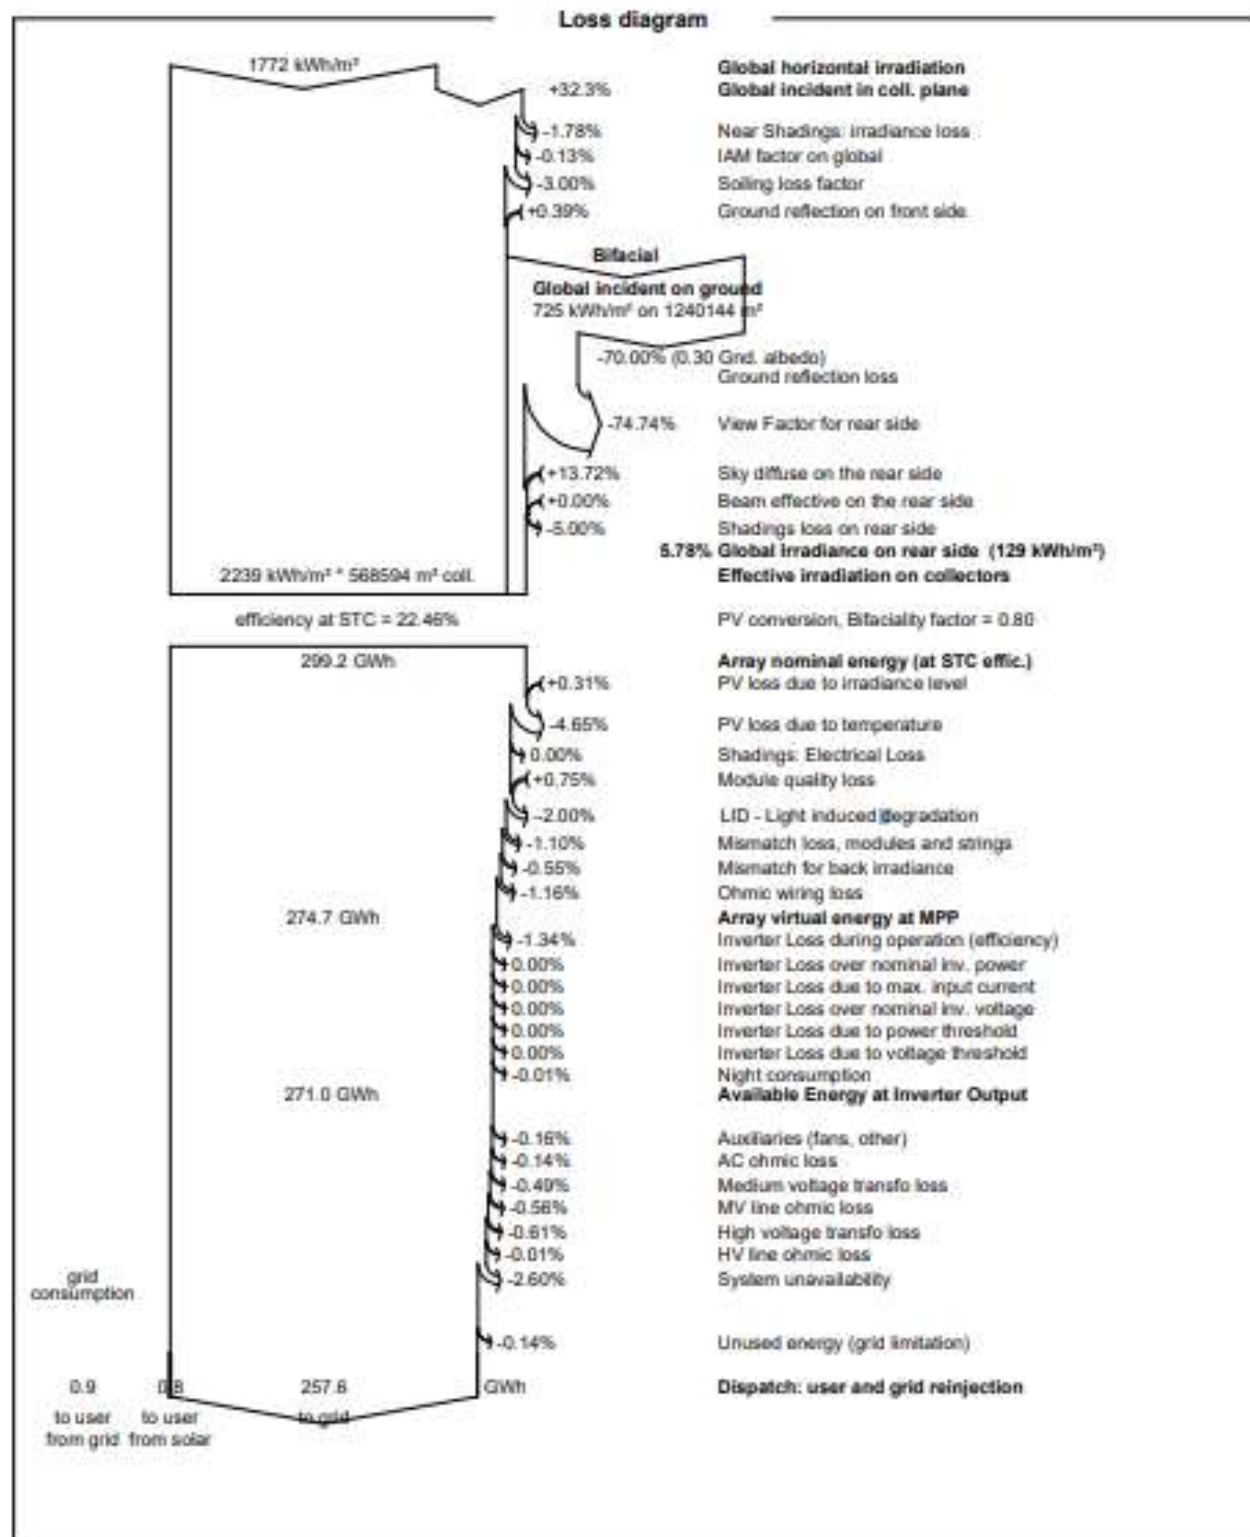 Loss diagram
1772 kWh/m² Global horizontal irradiation
+32.3% Global incident in coll. plane
-1.78% Near Shadings: irradiance loss
-0.13% IAM factor on global
-3.00% Soiling loss factor
+0.39% Ground reflection on front side
Bifacial
Global incident on ground
725 kWh/m² on 1240144 m²
-70.00% (0.30 Gnd. albedo)
Ground reflection loss
-74.74% View Factor for rear side
+13.72% Sky diffuse on the rear side
+0.00% Beam effective on the rear side
-5.00% Shadings loss on rear side
5.78% Global Irradiance on rear side (129 kWh/m²)
2239 kWh/m² * 568594 m² coll. Effective irradiation on collectors
efficiency at STC = 22.46% PV conversion, Bifaciality factor = 0.80
299.2 GWh Array nominal energy (at STC effic.)
+0.31% PV loss due to irradiance level
-4.65% PV loss due to temperature
0.00% Shadings: Electrical Loss
+0.75% Module quality loss
-2.00% LID - Light induced degradation
-1.10% Mismatch loss, modules and strings
-0.55% Mismatch for back irradiance
-1.16% Ohmic wiring loss
274.7 GWh Array virtual energy at MPP
-1.34% Inverter Loss during operation (efficiency)
0.00% Inverter Loss over nominal inv. power
0.00% Inverter Loss due to max. input current
0.00% Inverter Loss over nominal inv. voltage
0.00% Inverter Loss due to power threshold
0.00% Inverter Loss due to voltage threshold
-0.01% Night consumption
271.0 GWh Available Energy at Inverter Output
-0.16% Auxiliaries (fans, other)
-0.14% AC ohmic loss
-0.49% Medium voltage transfo loss
-0.56% MV line ohmic loss
-0.61% High voltage transfo loss
-0.01% HV line ohmic loss
-2.60% System unavailability
grid
consumption
-0.14% Unused energy (grid limitation)
0.9 0.8 257.6 GWh Dispatch: user and grid reinjection
to user to user to grid
from grid from solar